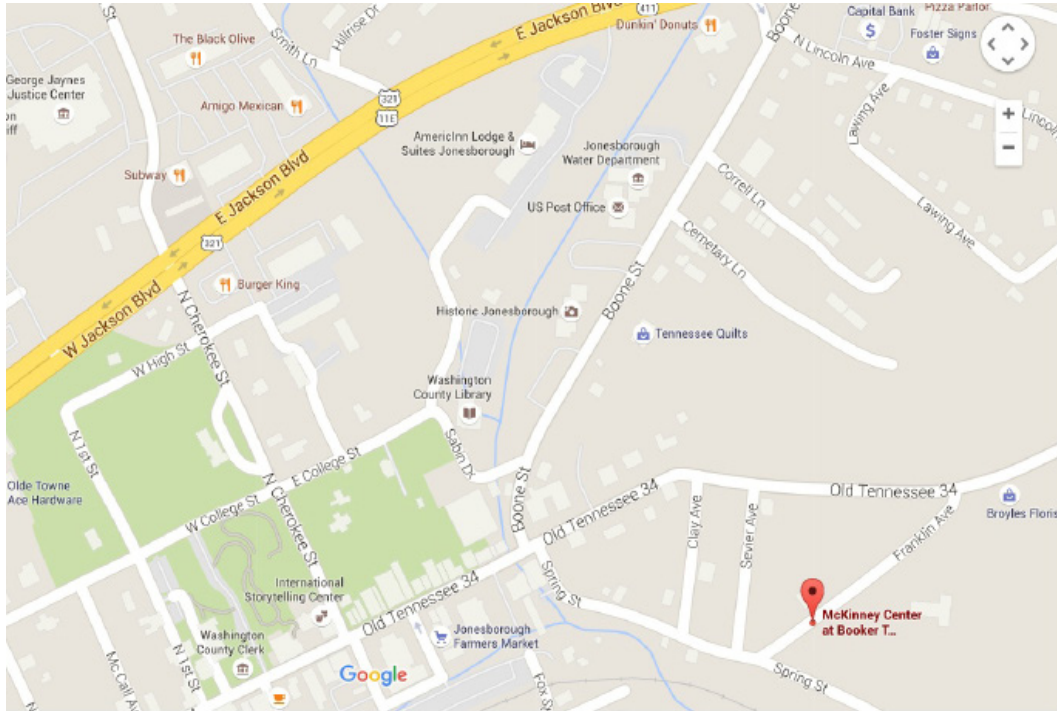 411
E Jackson Blvd
Dunkin' Donuts
Boone
Capital Bank
$
Pizza Parlor
Foster Signs
N Lincoln Ave
Lincoln
Lawing Ave
Lawing Ave
Hillrise Dr
Smith Ln
The Black Olive
George Jaynes
Justice Center
on
iff
Amigo Mexican
321
11E
Subway
E Jackson Blvd
321
W Jackson Blvd
Burger King
AmericInn Lodge &
Suites Jonesborough
Jonesborough
Water Department
US Post Office
Correll Ln
Cemetary Ln
Boone St
Historic Jonesborough
Tennessee Quilts
N Cherokee St
W High St
N 1st St
Washington
County Library
Sabin Dr
E College St
Olde Towne
Ace Hardware
W College St
N Cherokee St
Boone St
Old Tennessee 34
Old Tennessee 34
Broyles Floris
Clay Ave
Sevier Ave
Franklin Ave
International
Storytelling Center
Old Tennessee 34
Spring St
McKinney Center
at Booker T...
Jonesborough
Farmers Market
Washington
County Clerk
N 1st St
McCall Av
Google
Fox St
Spring St
+
−